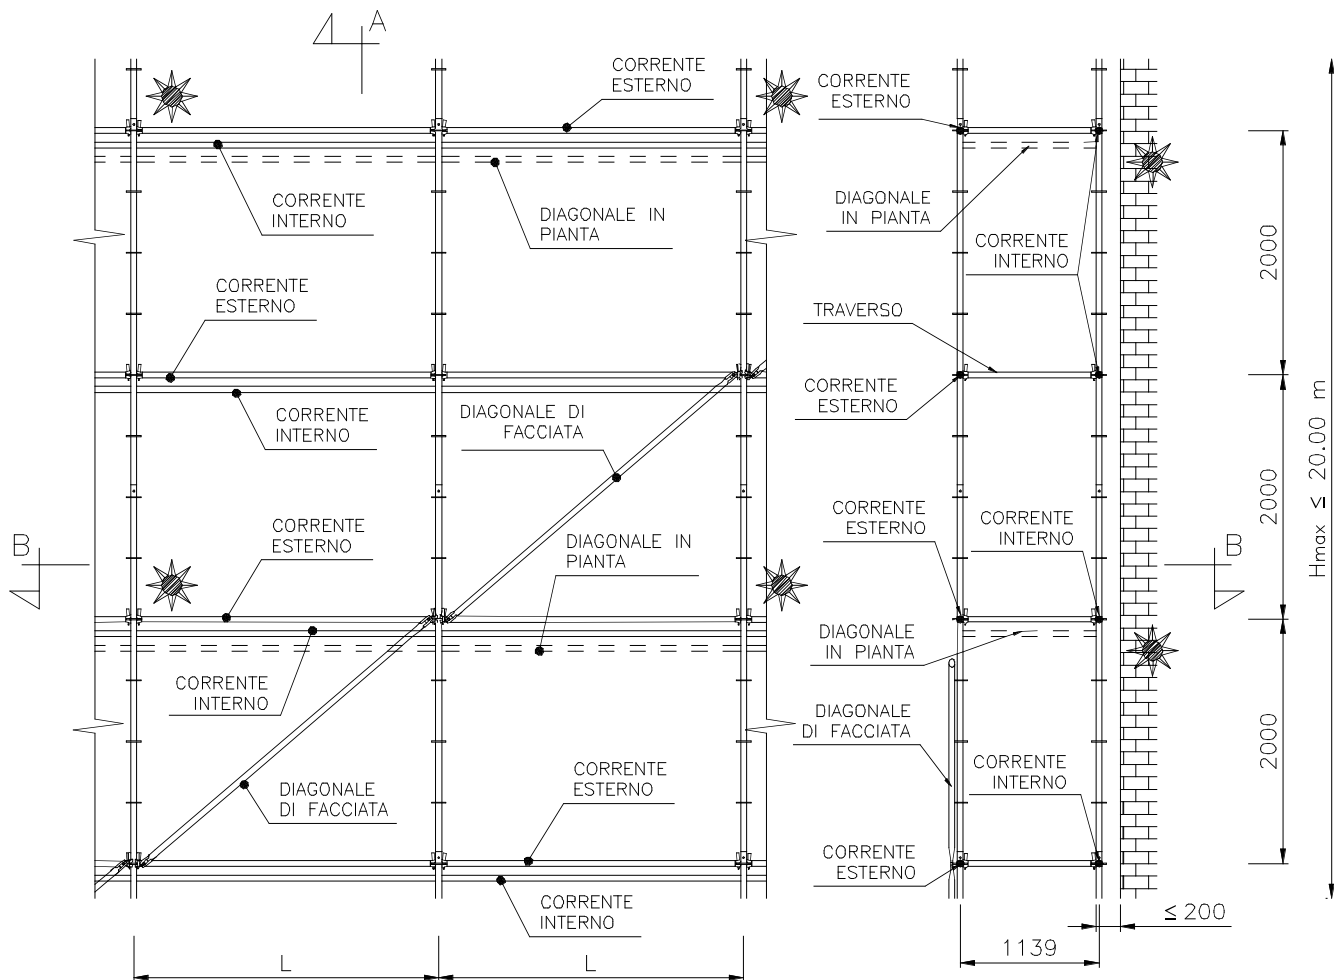 A
CORRENTE
ESTERNO
CORRENTE
INTERNO
DIAGONALE IN
PIANTA
CORRENTE
ESTERNO
CORRENTE
INTERNO
DIAGONALE DI
FACCIATA
CORRENTE
ESTERNO
DIAGONALE IN
PIANTA
B
CORRENTE
INTERNO
DIAGONALE
DI FACCIATA
CORRENTE
ESTERNO
CORRENTE
INTERNO
L
L
CORRENTE
ESTERNO
DIAGONALE
IN PIANTA
CORRENTE
INTERNO
TRAVERSO
CORRENTE
ESTERNO
CORRENTE
ESTERNO
CORRENTE
INTERNO
B
DIAGONALE
IN PIANTA
DIAGONALE
DI FACCIATA
CORRENTE
INTERNO
CORRENTE
ESTERNO
≤ 200
1139
2000
2000
2000
Hmax ≤ 20.00 m